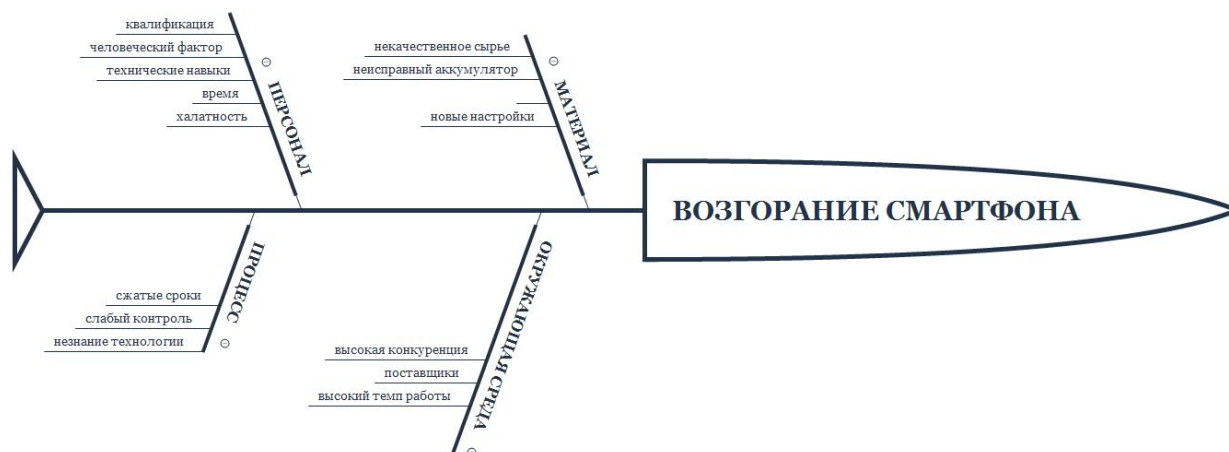 квалификация
человеческий фактор
технические навыки
время
халатность
ПЕРСОНАЛ
некачественное сырье
неисправный аккумулятор
новые настройки
МАТЕРИАЛ
ВОЗГОРАНИЕ СМАРТФОНА
сжатые сроки
слабый контроль
незнание технологии
ПРОЦЕСС
высокая конкуренция
поставщики
высокий темп работы
ОКРУЖАЮЩАЯ СРЕДА